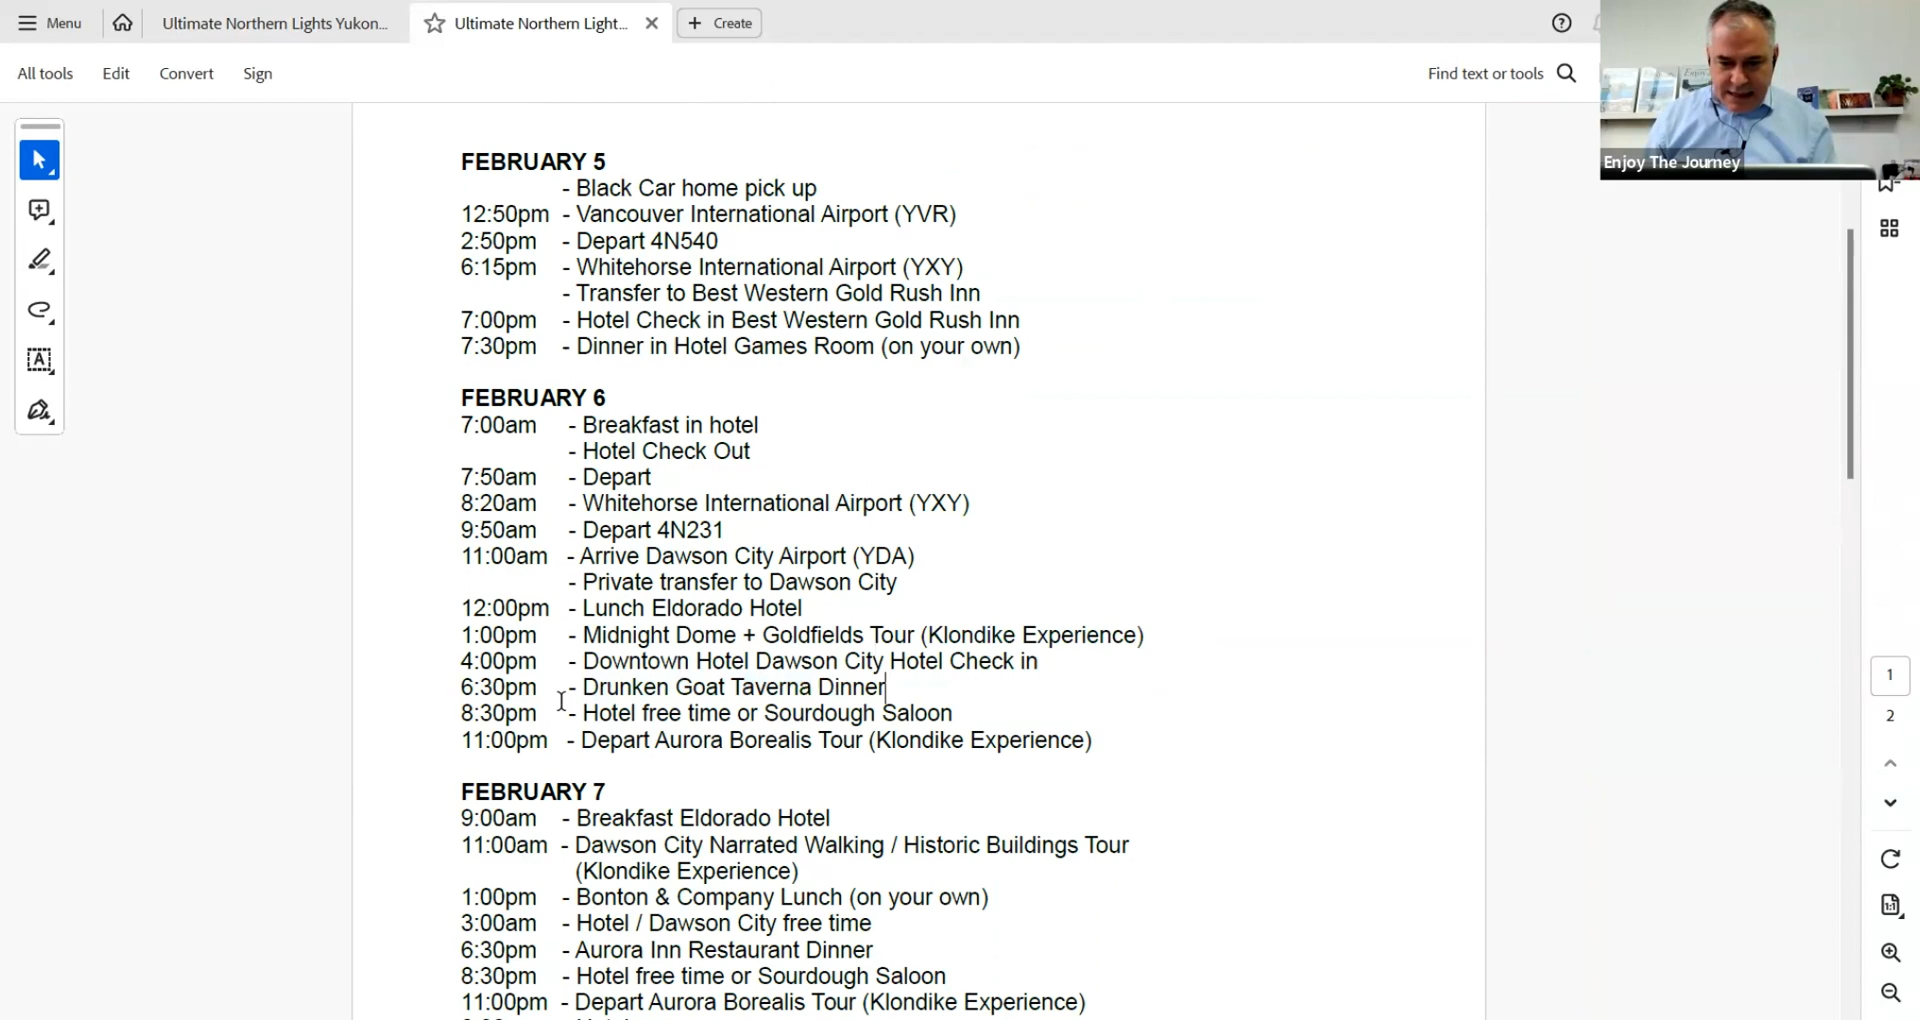 Menu
Ultimate Northern Lights Yukon...
Ultimate Northern Light...
Create
All tools
Edit
Convert
Sign
Find text or tools
Enjoy The Journey
FEBRUARY 5
- Black Car home pick up
12:50pm - Vancouver International Airport (YVR)
2:50pm - Depart 4N540
6:15pm - Whitehorse International Airport (YXY)
- Transfer to Best Western Gold Rush Inn
7:00pm - Hotel Check in Best Western Gold Rush Inn
7:30pm - Dinner in Hotel Games Room (on your own)
FEBRUARY 6
7:00am - Breakfast in hotel
- Hotel Check Out
7:50am - Depart
8:20am - Whitehorse International Airport (YXY)
9:50am - Depart 4N231
11:00am - Arrive Dawson City Airport (YDA)
- Private transfer to Dawson City
12:00pm - Lunch Eldorado Hotel
1:00pm - Midnight Dome + Goldfields Tour (Klondike Experience)
4:00pm - Downtown Hotel Dawson City Hotel Check in
6:30pm - Drunken Goat Taverna Dinner
8:30pm - Hotel free time or Sourdough Saloon
11:00pm - Depart Aurora Borealis Tour (Klondike Experience)
FEBRUARY 7
9:00am - Breakfast Eldorado Hotel
11:00am - Dawson City Narrated Walking / Historic Buildings Tour
(Klondike Experience)
1:00pm - Bonton & Company Lunch (on your own)
3:00am - Hotel / Dawson City free time
6:30pm - Aurora Inn Restaurant Dinner
8:30pm - Hotel free time or Sourdough Saloon
11:00pm - Depart Aurora Borealis Tour (Klondike Experience)
1
2